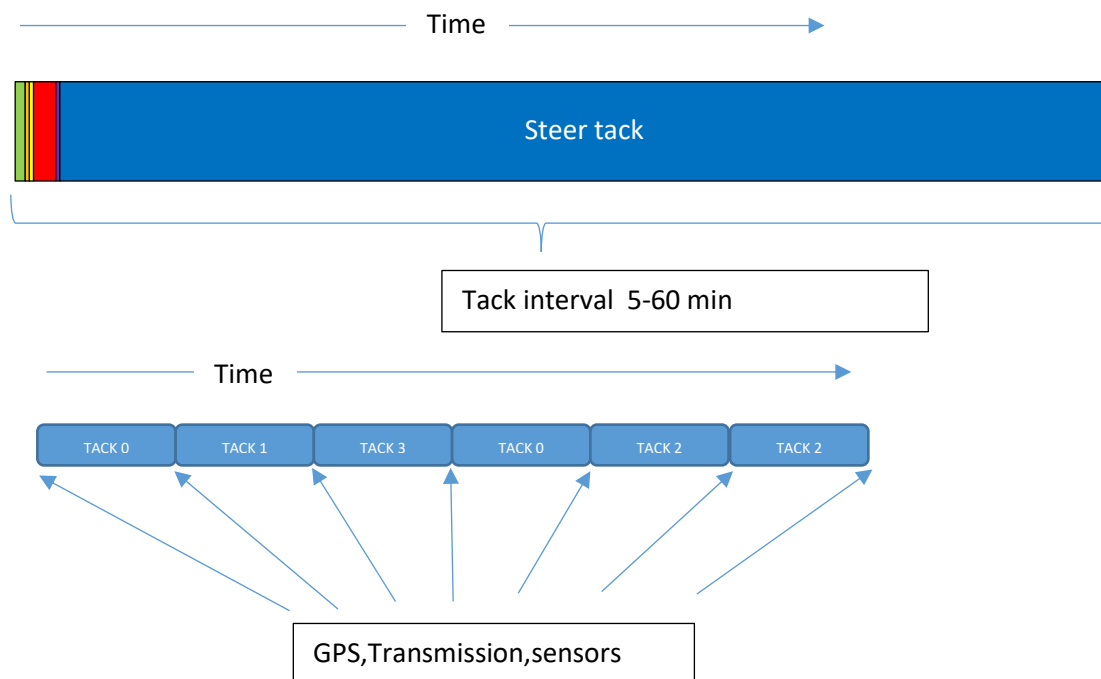 Time
Steer tack
Tack interval  5-60 min
Time
TACK 0 TACK 1 TACK 3 TACK 0 TACK 2 TACK 2
GPS,Transmission,sensors